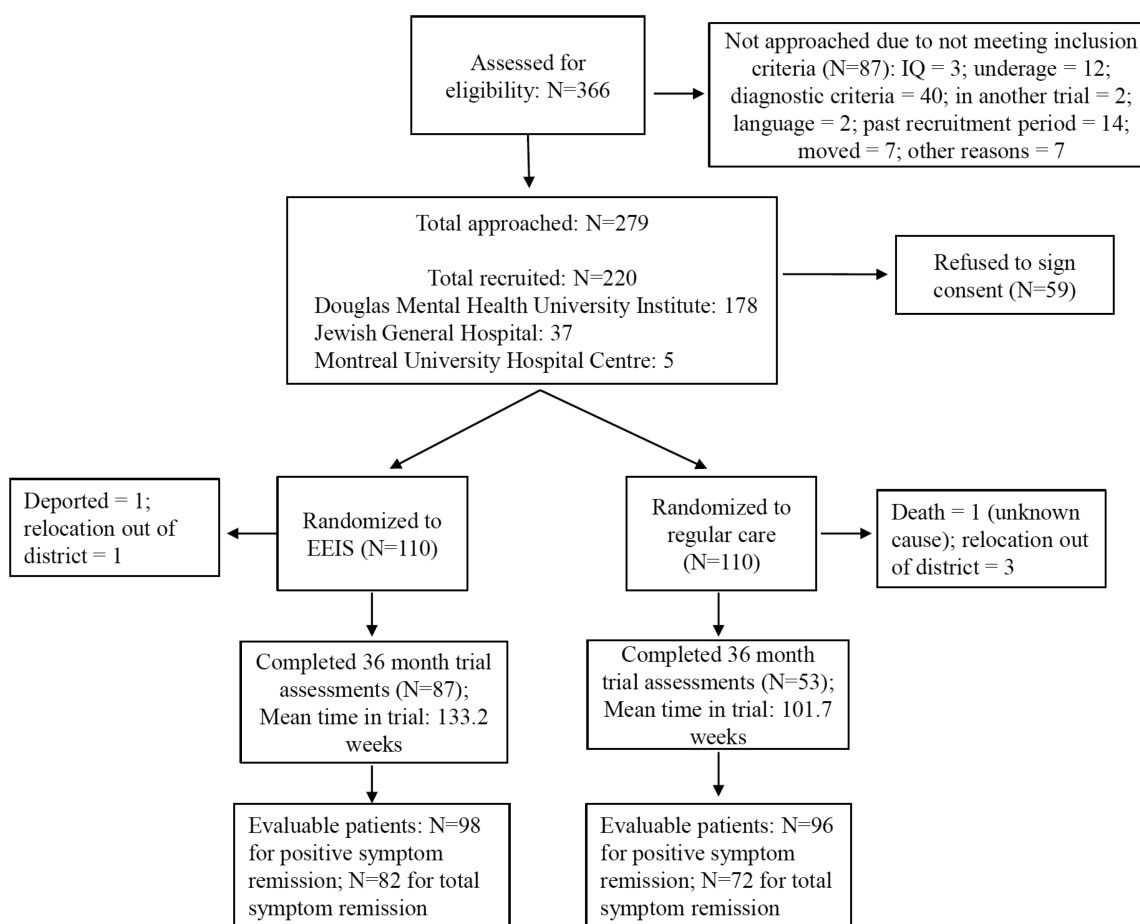 Assessed for
eligibility: N=366
Not approached due to not meeting inclusion
criteria (N=87): IQ = 3; underage = 12;
diagnostic criteria = 40; in another trial = 2;
language = 2; past recruitment period = 14;
moved = 7; other reasons = 7
Total approached: N=279
Total recruited: N=220
Douglas Mental Health University Institute: 178
Jewish General Hospital: 37
Montreal University Hospital Centre: 5
Refused to sign
consent (N=59)
Deported = 1;
relocation out of
district = 1
Randomized to
EEIS (N=110)
Randomized to
regular care
(N=110)
Death = 1 (unknown
cause); relocation out
of district = 3
Completed 36 month trial
assessments (N=87);
Mean time in trial: 133.2
weeks
Completed 36 month
trial assessments (N=53);
Mean time in trial: 101.7
weeks
Evaluable patients: N=98
for positive symptom
remission; N=82 for total
symptom remission
Evaluable patients: N=96
for positive symptom
remission; N=72 for total
symptom remission